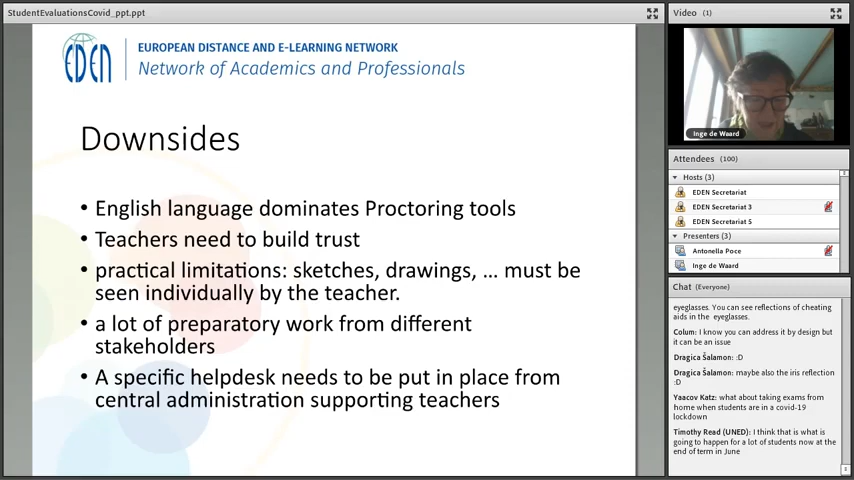 StudentEvaluationsCovid_ppt.ppt
EDEN
EUROPEAN DISTANCE AND E-LEARNING NETWORK
Network of Academics and Professionals
Downsides
• English language dominates Proctoring tools
• Teachers need to build trust
• practical limitations: sketches, drawings, ... must be
seen individually by the teacher.
• a lot of preparatory work from different
stakeholders
• A specific helpdesk needs to be put in place from
central administration supporting teachers
Video (1)
Inge de Waard
Attendees (100)
Hosts (3)
EDEN Secretariat
EDEN Secretariat 3
EDEN Secretariat 5
Presenters (3)
Antonella Poce
Inge de Waard
Chat (Everyone)
eyeglasses. You can see reflections of cheating
aids in the eyeglasses.
Colum: I know you can address it by design but
it can be an issue
Dragica Šalamon: :D
Dragica Šalamon: maybe also the iris reflection
:D
Yaacov Katz: what about taking exams from
home when students are in a covid-19
lockdown
Timothy Read (UNED): I think that is what is
going to happen for a lot of students now at the
end of term in June